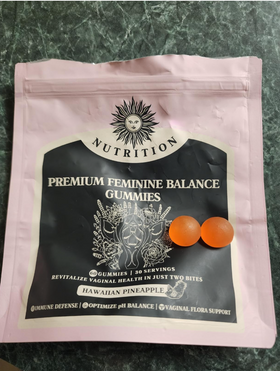 NUTRITION
PREMIUM FEMININE BALANCE
GUMMIES
GUMMIES | 30 SERVINGS
REVITALIZE VAGINAL HEALTH IN JUST TWO BITES
HAWAIIAN PINEAPPLE
IMMUNE DEFENSE | OPTIMIZE pH BALANCE | VAGINAL FLORA SUPPORT